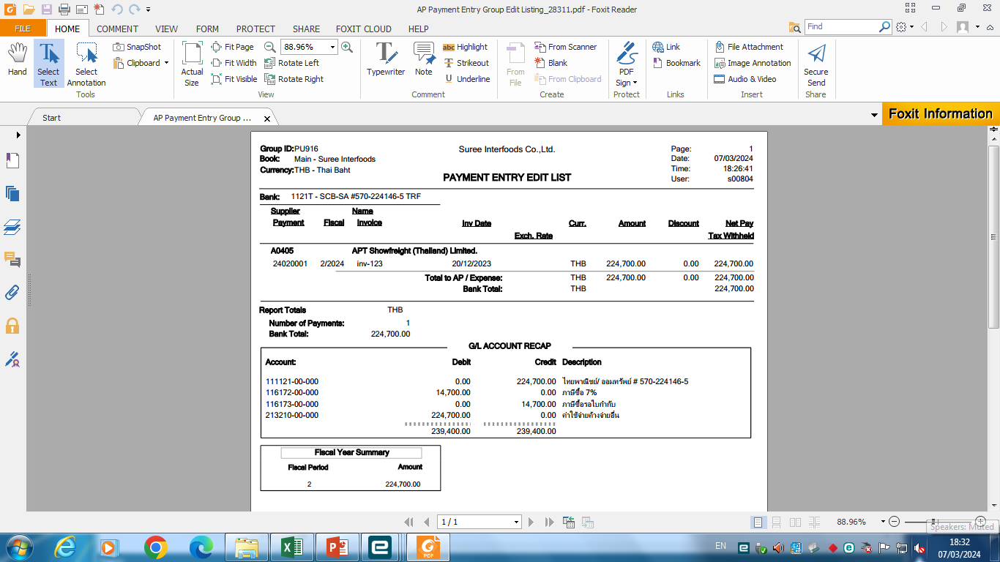 AP Payment Entry Group Edit Listing_28311.pdf - Foxit Reader
FILE HOME COMMENT VIEW FORM PROTECT SHARE FOXIT CLOUD HELP Find
Hand
Select Text
Select Annotation
SnapShot
Clipboard
Tools
Actual Size
Fit Page
Fit Width
Fit Visible
88.96%
Rotate Left
Rotate Right
View
Typewriter
Note
Highlight
Strikeout
Underline
Comment
From File
From Scanner
Blank
From Clipboard
Create
PDF Sign
Protect
Link
Bookmark
Links
File Attachment
Image Annotation
Audio & Video
Insert
Secure Send
Share
Start
AP Payment Entry Group ...
Foxit Information
Group ID:PU916 Suree Interfoods Co.,Ltd. Page: 1
Book: Main - Suree Interfoods Date: 07/03/2024
Currency:THB - Thai Baht Time: 18:26:41
PAYMENT ENTRY EDIT LIST User: s00804
Bank: 1121T - SCB-SA #570-224146-5 TRF
Supplier Name
Payment Fiscal Invoice Inv Date Curr. Amount Discount Net Pay
Exch. Rate Tax Withheld
A0405 APT Showfreight (Thailand) Limited.
24020001 2/2024 inv-123 20/12/2023 THB 224,700.00 0.00 224,700.00
Total to AP / Expense: THB 224,700.00 0.00 224,700.00
Bank Total: THB 224,700.00
Report Totals THB
Number of Payments: 1
Bank Total: 224,700.00
G/L ACCOUNT RECAP
Account: Debit Credit Description
111121-00-000 0.00 224,700.00 ไทยพาณิชย์/ ออมทรัพย์ # 570-224146-5
116172-00-000 14,700.00 0.00 ภาษีซื้อ 7%
116173-00-000 0.00 14,700.00 ภาษีซื้อรอใบกำกับ
213210-00-000 224,700.00 0.00 ค่าใช้จ่ายค้างจ่ายอื่น
239,400.00 239,400.00
Fiscal Year Summary
Fiscal Period Amount
2 224,700.00
1 / 1
88.96%
Speakers: Muted
EN
18:32
07/03/2024